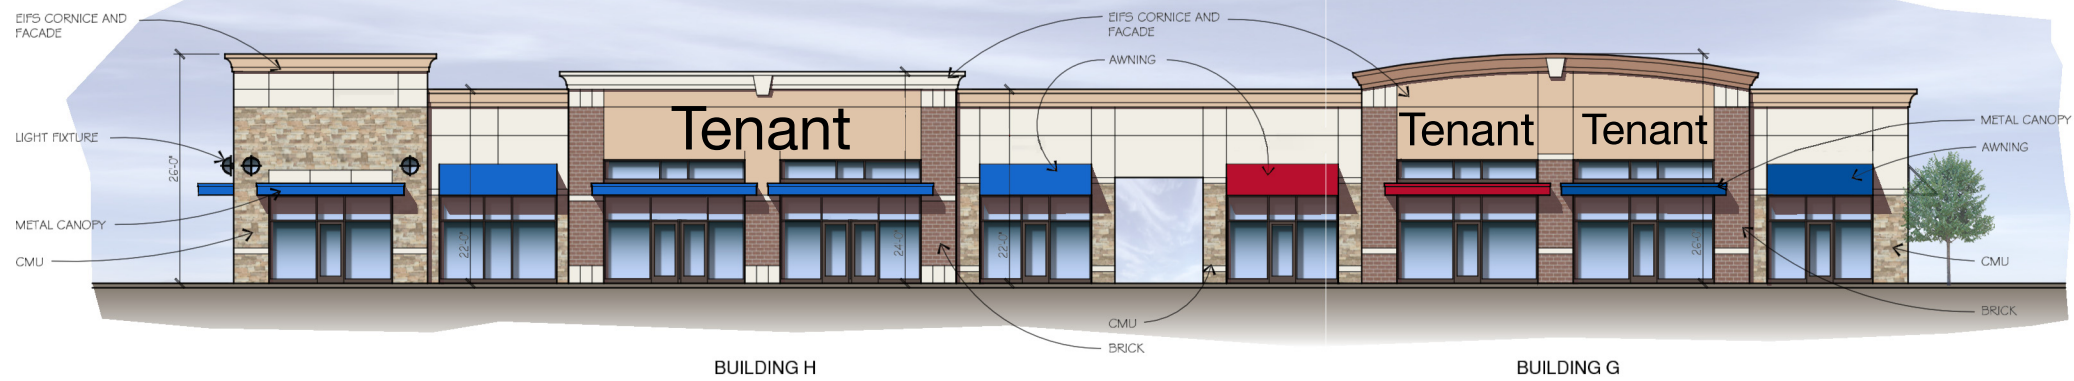 EIFS CORNICE AND
FACADE
LIGHT FIXTURE
METAL CANOPY
CMU
26'-0"
22'-0"
Tenant
24'-0"
22'-0"
EIFS CORNICE AND
FACADE
AWNING
CMU
BRICK
Tenant
Tenant
26'-0"
METAL CANOPY
AWNING
CMU
BRICK
BUILDING H
BUILDING G